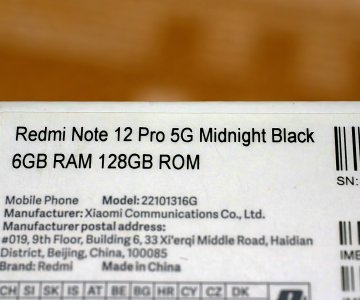 Redmi Note 12 Pro 5G Midnight Black
6GB RAM 128GB ROM
SN:
Mobile Phone Model: 22101316G
Manufacturer: Xiaomi Communications Co., Ltd.
Manufacturer postal address:
#019, 9th Floor, Building 6, 33 Xi'erqi Middle Road, Haidian
District, Beijing, China, 100085
IME
Brand: Redmi Made in China
CH SI SK IS AT BE BG HR CY CZ DK